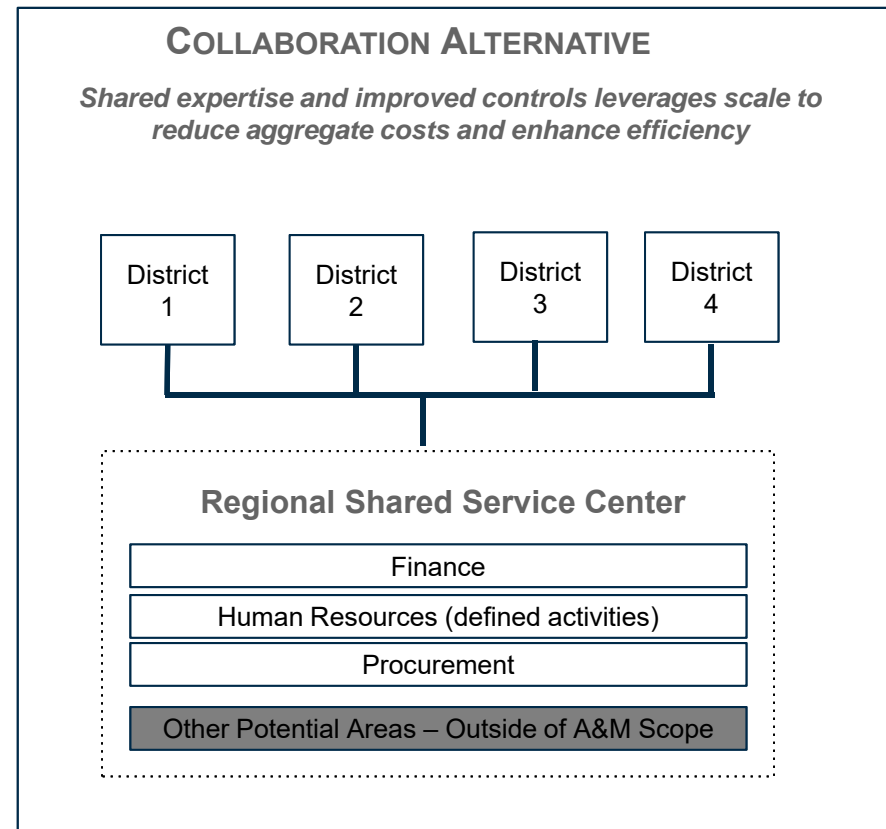 COLLABORATION ALTERNATIVE
Shared expertise and improved controls leverages scale to
reduce aggregate costs and enhance efficiency
District
1
District
2
District
3
District
4
Regional Shared Service Center
Finance
Human Resources (defined activities)
Procurement
Other Potential Areas – Outside of A&M Scope